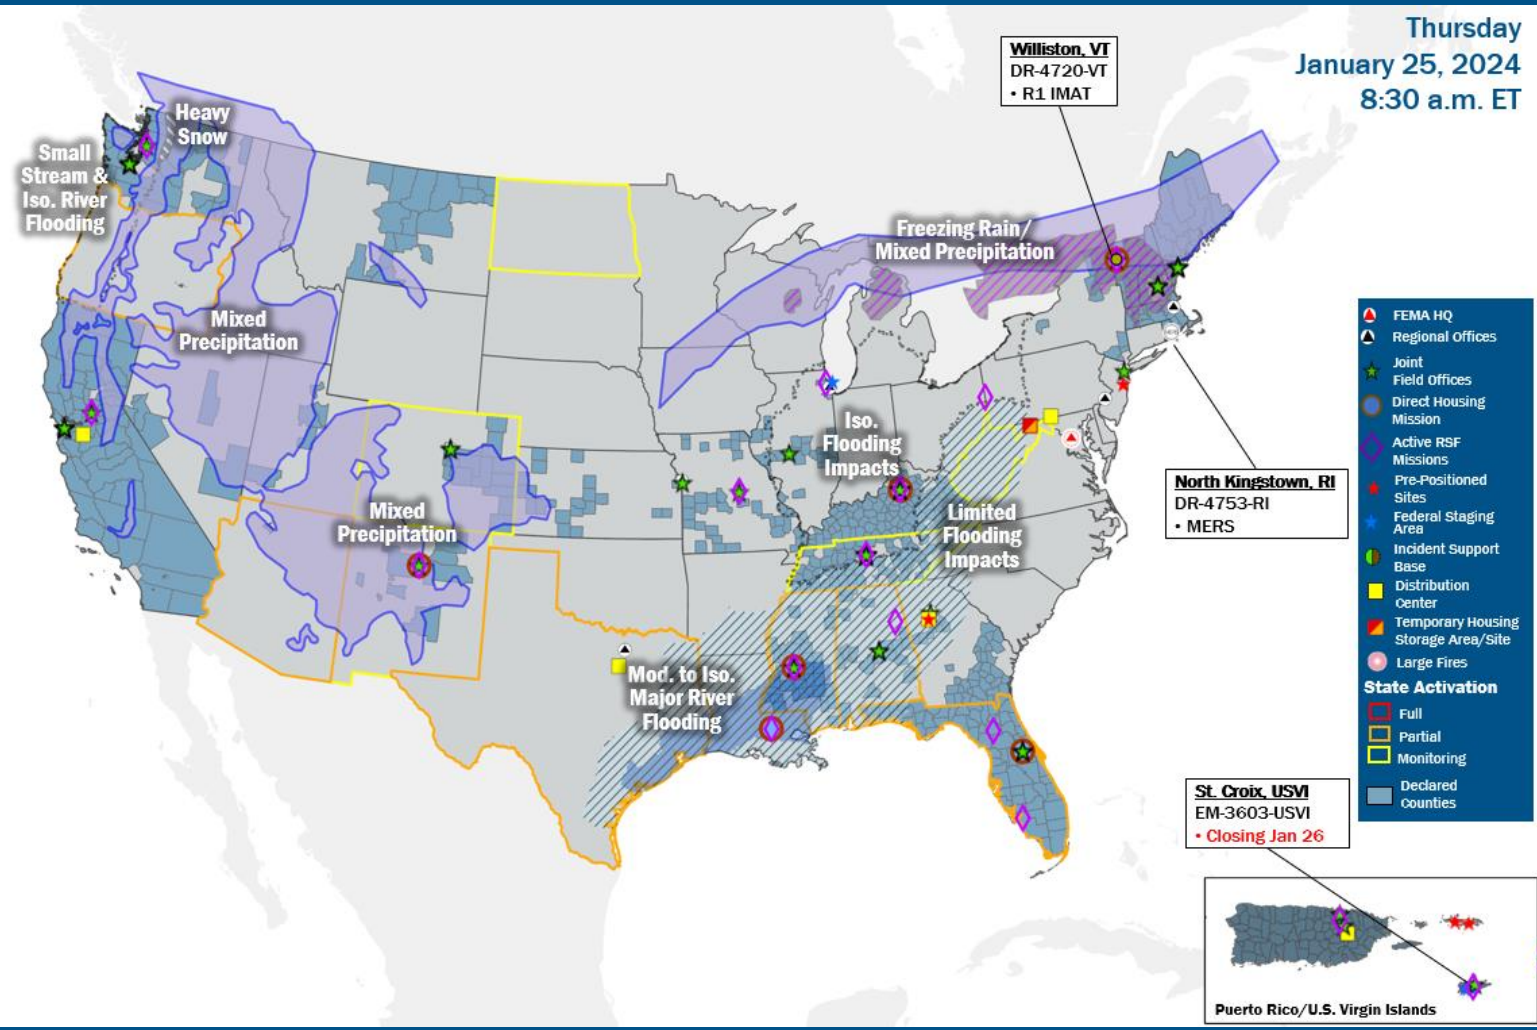 Thursday
January 25, 2024
8:30 a.m. ET
Williston, VT
DR-4720-VT
• R1 IMAT
Heavy
Snow
Small
Stream &
Iso. River
Flooding
Freezing Rain/
Mixed Precipitation
Mixed
Precipitation
Iso.
Flooding
Impacts
Mixed
Precipitation
Limited
Flooding
Impacts
Mod. to Iso.
Major River
Flooding
North Kingstown, RI
DR-4753-RI
• MERS
FEMA HQ
Regional Offices
Joint
Field Offices
Direct Housing
Mission
Active RSF
Missions
Pre-Positioned
Sites
Federal Staging
Area
Incident Support
Base
Distribution
Center
Temporary Housing
Storage Area/Site
Large Fires
State Activation
Full
Partial
Monitoring
Declared
Counties
St. Croix, USVI
EM-3603-USVI
• Closing Jan 26
Puerto Rico/U.S. Virgin Islands